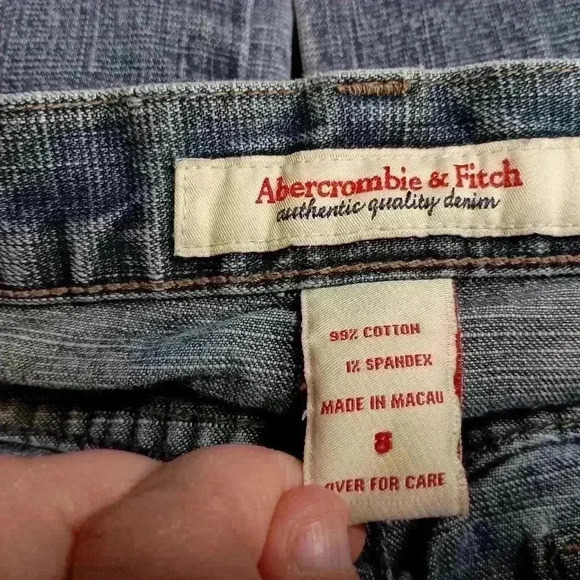 Abercrombie & Fitch
authentic quality denim
99% COTTON
1% SPANDEX
MADE IN MACAU
8
OVER FOR CARE